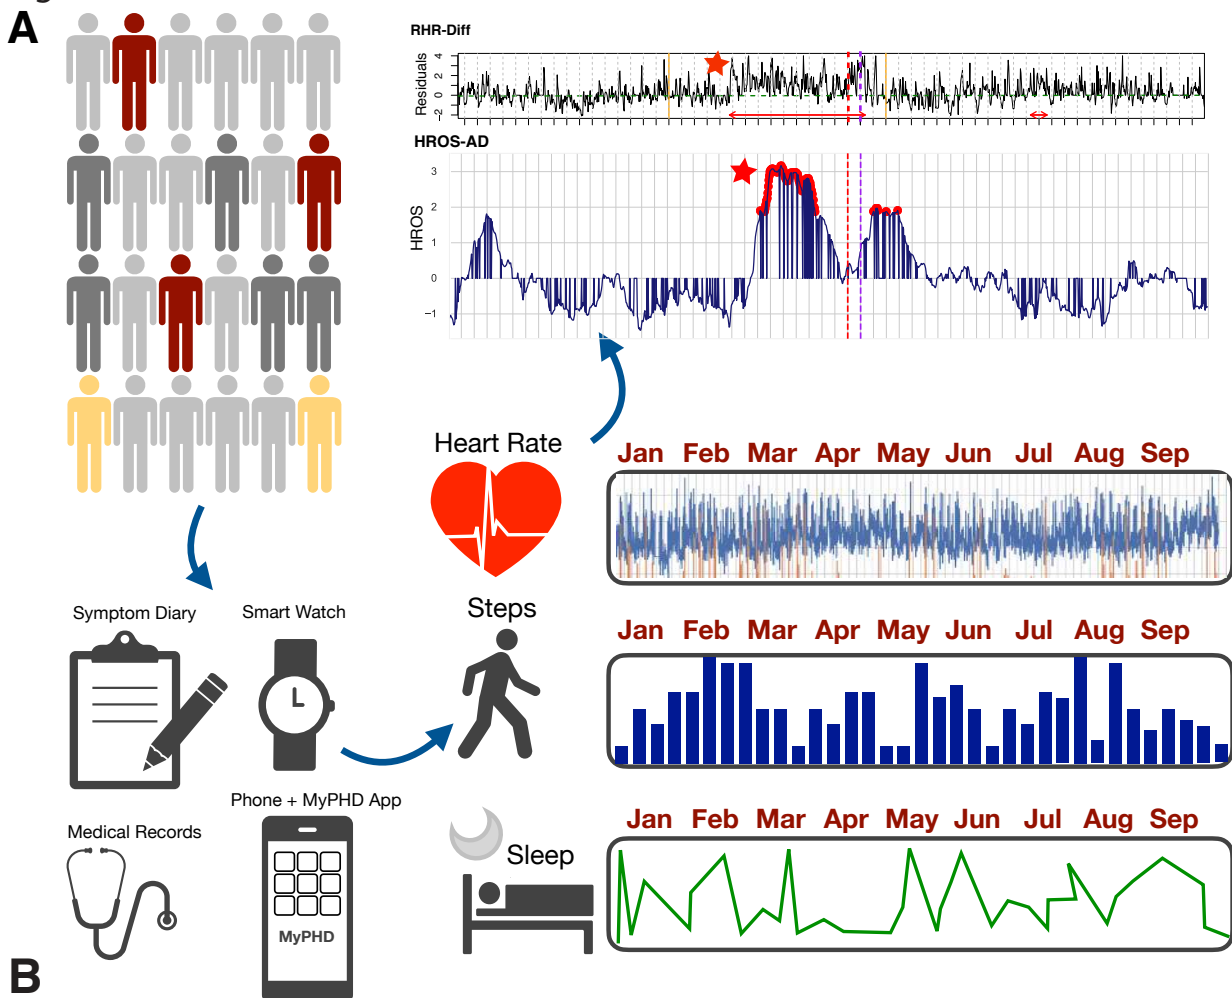 A
RHR-Diff
Residuals
4
2
0
-2
HROS-AD
HROS
3
2
1
0
−1
Heart Rate
Jan Feb Mar Apr May Jun Jul Aug Sep
Symptom Diary
Smart Watch
Steps
Jan Feb Mar Apr May Jun Jul Aug Sep
Phone + MyPHD App
Medical Records
MyPHD
Sleep
Jan Feb Mar Apr May Jun Jul Aug Sep
B